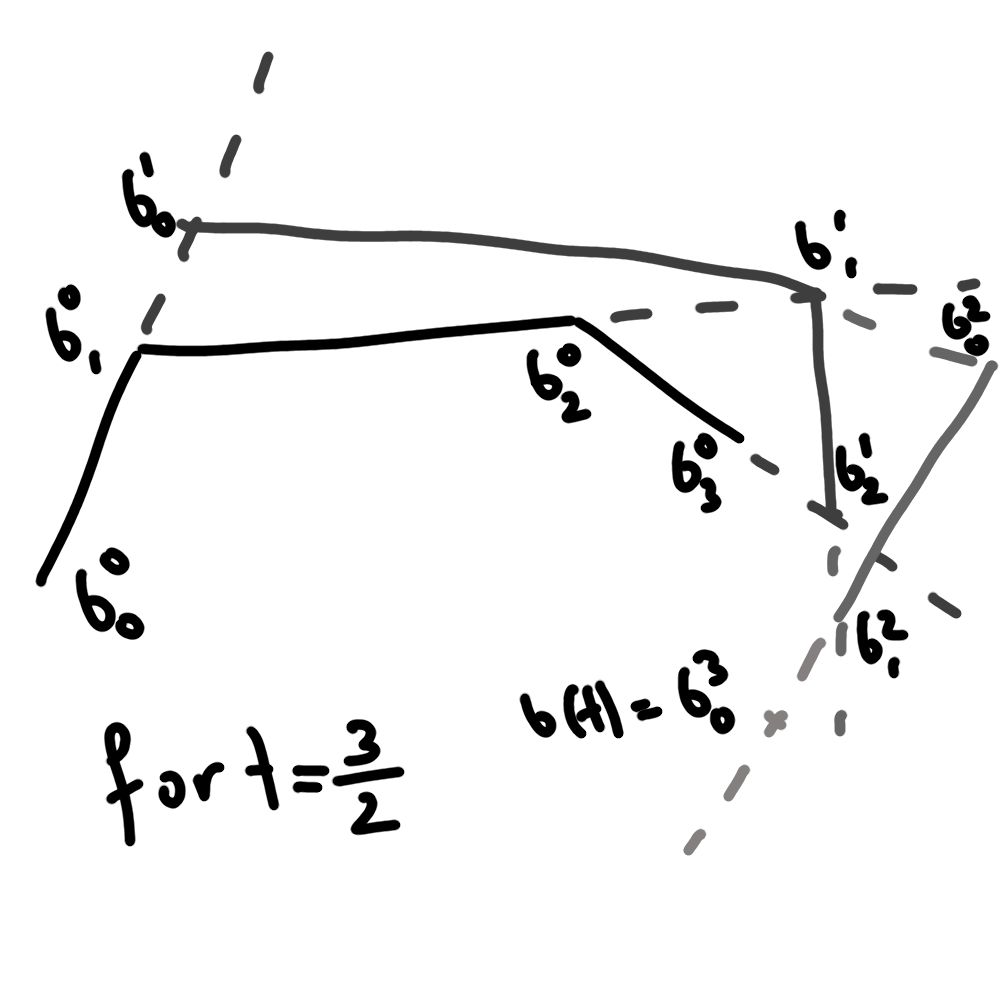 b₀¹
b₁¹
b₁⁰
b₀²
b₂⁰
b₃⁰
b₂¹
b₀⁰
b₁²
b(t) = b₀³
for t = 3/2